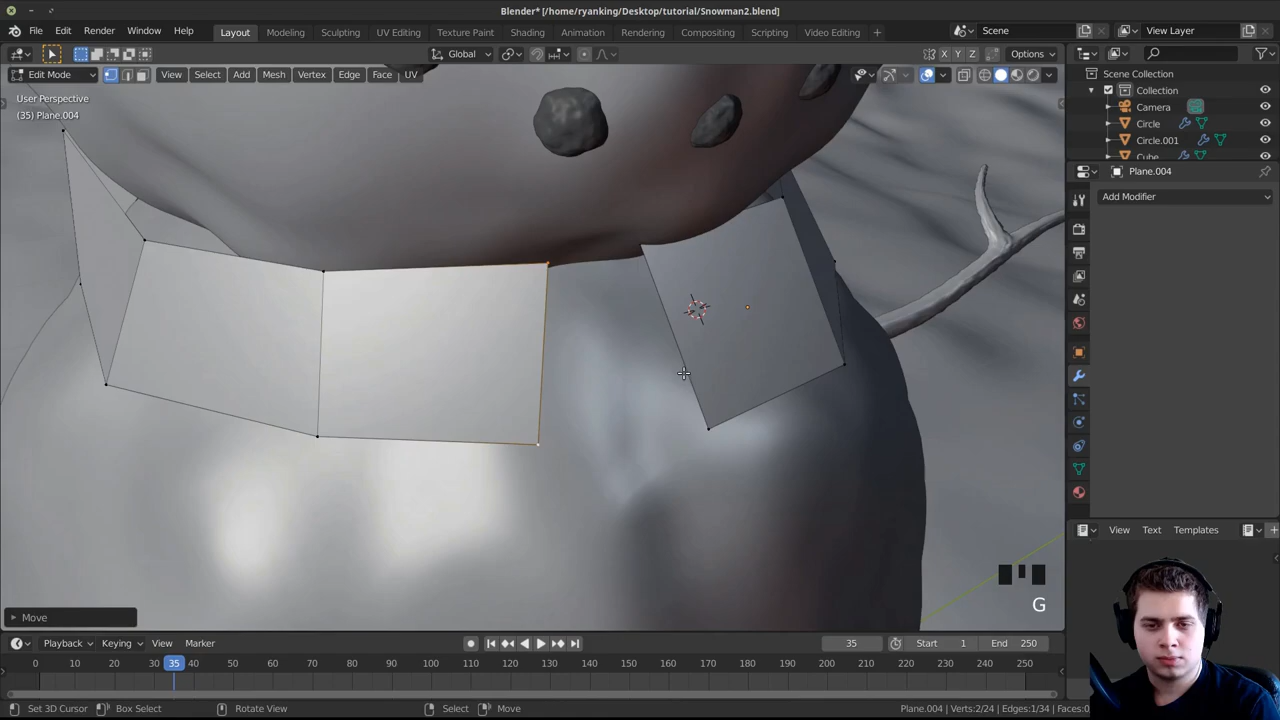 Blender* [/home/ryanking/Desktop/tutorial/Snowman2.blend]
File Edit Render Window Help Layout Modeling Sculpting UV Editing Texture Paint Shading Animation Rendering Compositing Scripting Video Editing Scene View Layer
Global X Y Z Options
Edit Mode View Select Add Mesh Vertex Edge Face UV
Scene Collection
Collection
Camera
Circle
Circle.001
Cube
User Perspective
(35) Plane.004
Plane.004
Add Modifier
View Text Templates
G
Move
Playback Keying View Marker 35 Start 1 End 250
0 10 20 30 35 40 50 60 70 80 90 100 110 120 130 140 150 160 170 180 190 200 210 220 230 240 250
Set 3D Cursor Box Select Rotate View Select Move Plane.004 | Verts:2/24 | Edges:1/34 | Faces:0